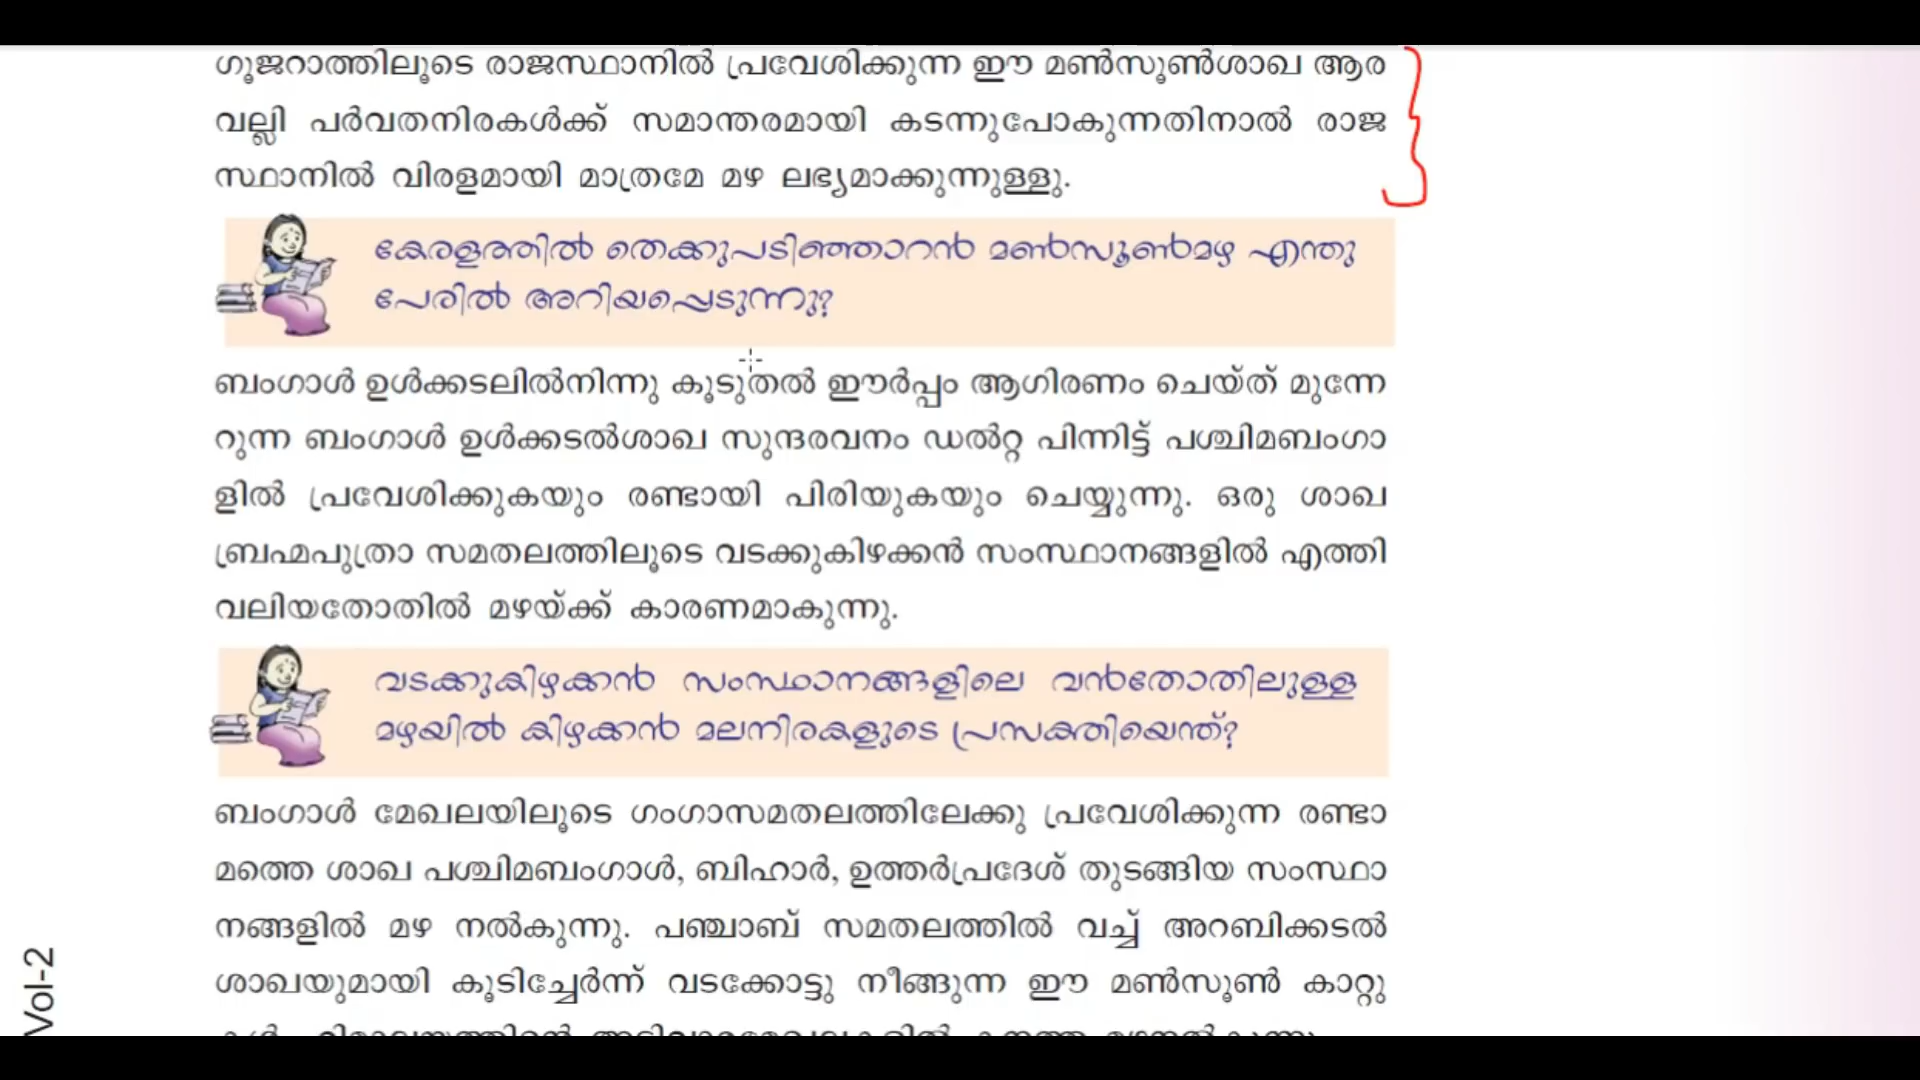 ഗുജറാത്തിലൂടെ രാജസ്ഥാനിൽ പ്രവേശിക്കുന്ന ഈ മൺസൂൺശാഖ ആര
വല്ലി പർവതനിരകൾക്ക് സമാന്തരമായി കടന്നുപോകുന്നതിനാൽ രാജ
സ്ഥാനിൽ വിരളമായി മാത്രമേ മഴ ലഭ്യമാക്കുന്നുള്ളു.
കേരളത്തിൽ തെക്കുപടിഞ്ഞാറൻ മൺസൂൺമഴ എന്തു
പേരിൽ അറിയപ്പെടുന്നു?
ബംഗാൾ ഉൾക്കടലിൽനിന്നു കൂടുതൽ ഈർപ്പം ആഗിരണം ചെയ്ത് മുന്നേ
റുന്ന ബംഗാൾ ഉൾക്കടൽശാഖ സുന്ദരവനം ഡൽറ്റ പിന്നിട്ട് പശ്ചിമബംഗാ
ളിൽ പ്രവേശിക്കുകയും രണ്ടായി പിരിയുകയും ചെയ്യുന്നു. ഒരു ശാഖ
ബ്രഹ്മപുത്രാ സമതലത്തിലൂടെ വടക്കുകിഴക്കൻ സംസ്ഥാനങ്ങളിൽ എത്തി
വലിയതോതിൽ മഴയ്ക്ക് കാരണമാകുന്നു.
വടക്കുകിഴക്കൻ സംസ്ഥാനങ്ങളിലെ വൻതോതിലുള്ള
മഴയിൽ കിഴക്കൻ മലനിരകളുടെ പ്രസക്തിയെന്ത്?
ബംഗാൾ മേഖലയിലൂടെ ഗംഗാസമതലത്തിലേക്കു പ്രവേശിക്കുന്ന രണ്ടാ
മത്തെ ശാഖ പശ്ചിമബംഗാൾ, ബിഹാർ, ഉത്തർപ്രദേശ് തുടങ്ങിയ സംസ്ഥാ
നങ്ങളിൽ മഴ നൽകുന്നു. പഞ്ചാബ് സമതലത്തിൽ വച്ച് അറബിക്കടൽ
ശാഖയുമായി കൂടിച്ചേർന്ന് വടക്കോട്ടു നീങ്ങുന്ന ഈ മൺസൂൺ കാറ്റു
Vol-2